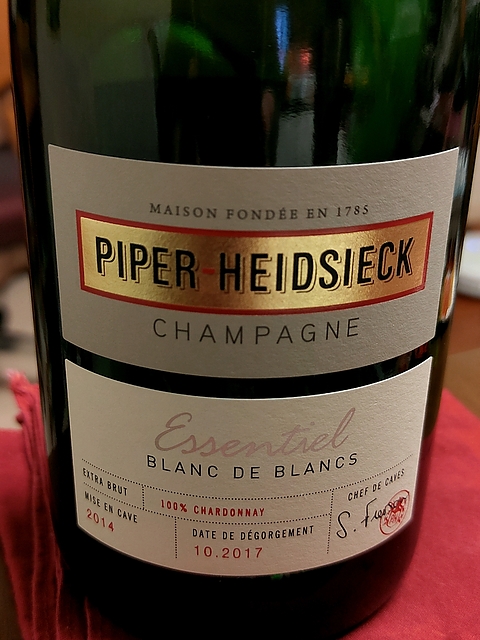 MAISON FONDÉE EN 1785
PIPER-HEIDSIECK
CHAMPAGNE
Essentiel
BLANC DE BLANCS
EXTRA BRUT
100% CHARDONNAY
CHEF DE CAVES
MISE EN CAVE
2014
DATE DE DÉGORGEMENT
10.2017